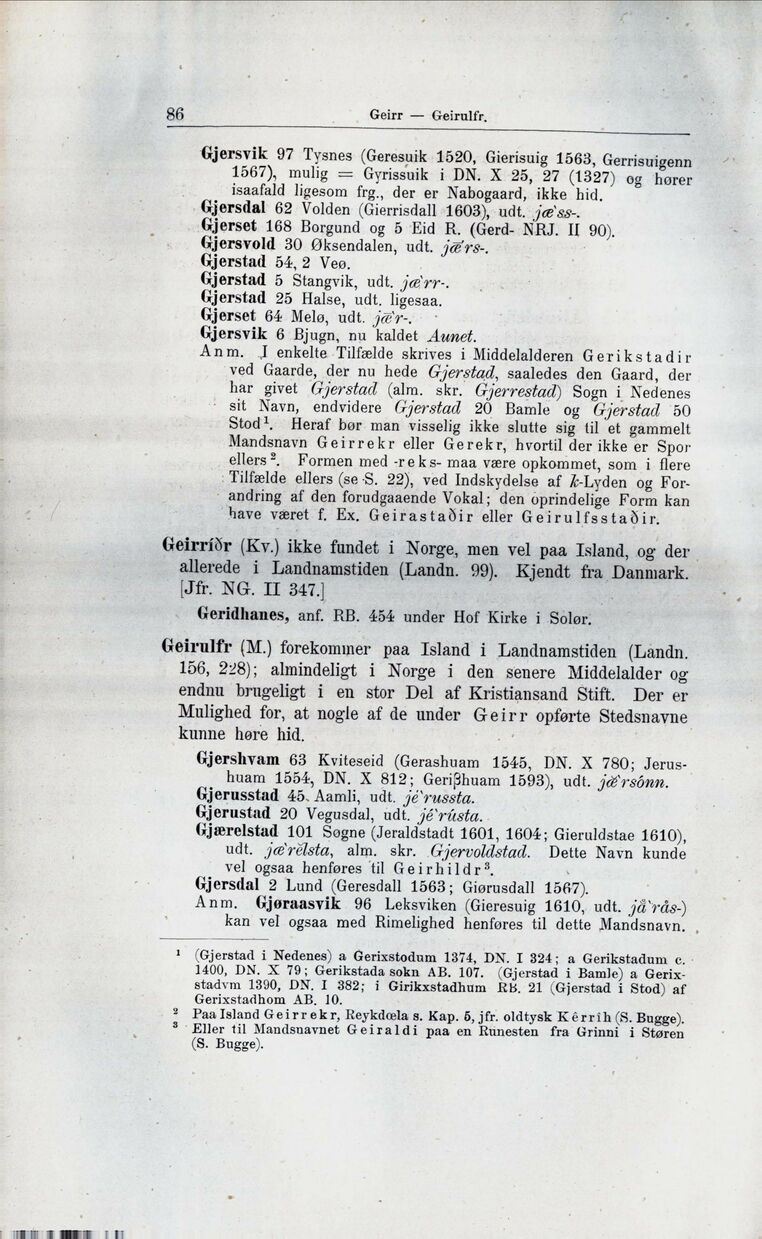 86 Geirr — Geirulfr.
Gjersvik 97 Tysnes (Geresuik 1520, Gierisuig 1563, Gerrisuigenn
1567), mulig = Gyrissuik i DN. X 25, 27 (1327) og hører
isaafald ligesom frg., der er Nabogaard, ikke hid.
Gjersdal 62 Volden (Gierrisdall 1603), udt. jæ`ss-.
Gjerset 168 Borgund og 5 Eid R. (Gerd- NRJ. II 90).
Gjersvold 30 Øksendalen, udt. jǣ`rs-.
Gjerstad 54, 2 Veø.
Gjerstad 5 Stangvik, udt. jæ`rr-.
Gjerstad 25 Halse, udt. ligesaa.
Gjerset 64 Melø, udt. jǣ`r-.
Gjersvik 6 Bjugn, nu kaldet Aunet.
Anm. I enkelte Tilfælde skrives i Middelalderen Gerikstadir
ved Gaarde, der nu hede Gjerstad, saaledes den Gaard, der
har givet Gjerstad (alm. skr. Gjerrestad) Sogn i Nedenes
sit Navn, endvidere Gjerstad 20 Bamle og Gjerstad 50
Stod¹. Heraf bør man visselig ikke slutte sig til et gammelt
Mandsnavn Geirrekr eller Gerekr, hvortil der ikke er Spor
ellers². Formen med -reks- maa være opkommet, som i flere
Tilfælde ellers (se S. 22), ved Indskydelse af k-Lyden og For-
andring af den forudgaaende Vokal; den oprindelige Form kan
have været f. Ex. Geirastaðir eller Geirulfsstaðir.
Geirríðr (Kv.) ikke fundet i Norge, men vel paa Island, og der
allerede i Landnamstiden (Landn. 99). Kjendt fra Danmark.
[Jfr. NG. II 347.]
Geridhanes, anf. RB. 454 under Hof Kirke i Solør.
Geirulfr (M.) forekommer paa Island i Landnamstiden (Landn.
156, 228); almindeligt i Norge i den senere Middelalder og
endnu brugeligt i en stor Del af Kristiansand Stift. Der er
Mulighed for, at nogle af de under Geirr opførte Stedsnavne
kunne høre hid.
Gjershvam 63 Kviteseid (Gerashuam 1545, DN. X 780; Jerus-
huam 1554, DN. X 812; Geriβhuam 1593), udt. jǣ`rsònn.
Gjerusstad 45 Aamli, udt. jé`russta.
Gjerustad 20 Vegusdal, udt. jé`rústa.
Gjærelstad 101 Søgne (Jeraldstadt 1601, 1604; Gieruldstae 1610),
udt. jæ`rèlsta, alm. skr. Gjervoldstad. Dette Navn kunde
vel ogsaa henføres til Geirhildr³.
Gjersdal 2 Lund (Geresdall 1563; Giørusdall 1567).
Anm. Gjøraasvik 96 Leksviken (Gieresuig 1610, udt. jå`rås-)
kan vel ogsaa med Rimelighed henføres til dette Mandsnavn.
¹ (Gjerstad i Nedenes) a Gerixstodum 1374, DN. I 324; a Gerikstadum c.
1400, DN. X 79; Gerikstada sokn AB. 107. (Gjerstad i Bamle) a Gerix-
stadvm 1390, DN. I 382; i Girikxstadhum RB. 21 (Gjerstad i Stod) af
Gerixstadhom AB. 10.
² Paa Island Geirrekr, Reykdœla s. Kap. 5, jfr. oldtysk Kêrrîh (S. Bugge).
³ Eller til Mandsnavnet Geiraldi paa en Runesten fra Grinni i Støren
(S. Bugge).